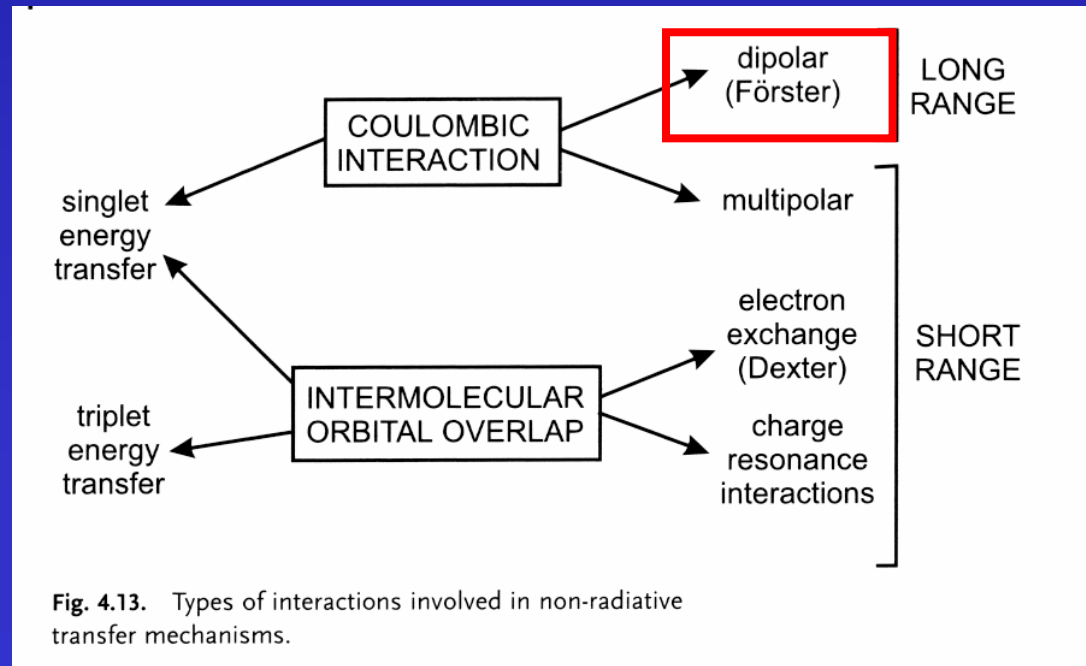 dipolar
(Förster)
LONG
RANGE
COULOMBIC
INTERACTION
singlet
energy
transfer
multipolar
electron
exchange
(Dexter)
SHORT
RANGE
INTERMOLECULAR
ORBITAL OVERLAP
triplet
energy
transfer
charge
resonance
interactions
Fig. 4.13. Types of interactions involved in non-radiative
transfer mechanisms.